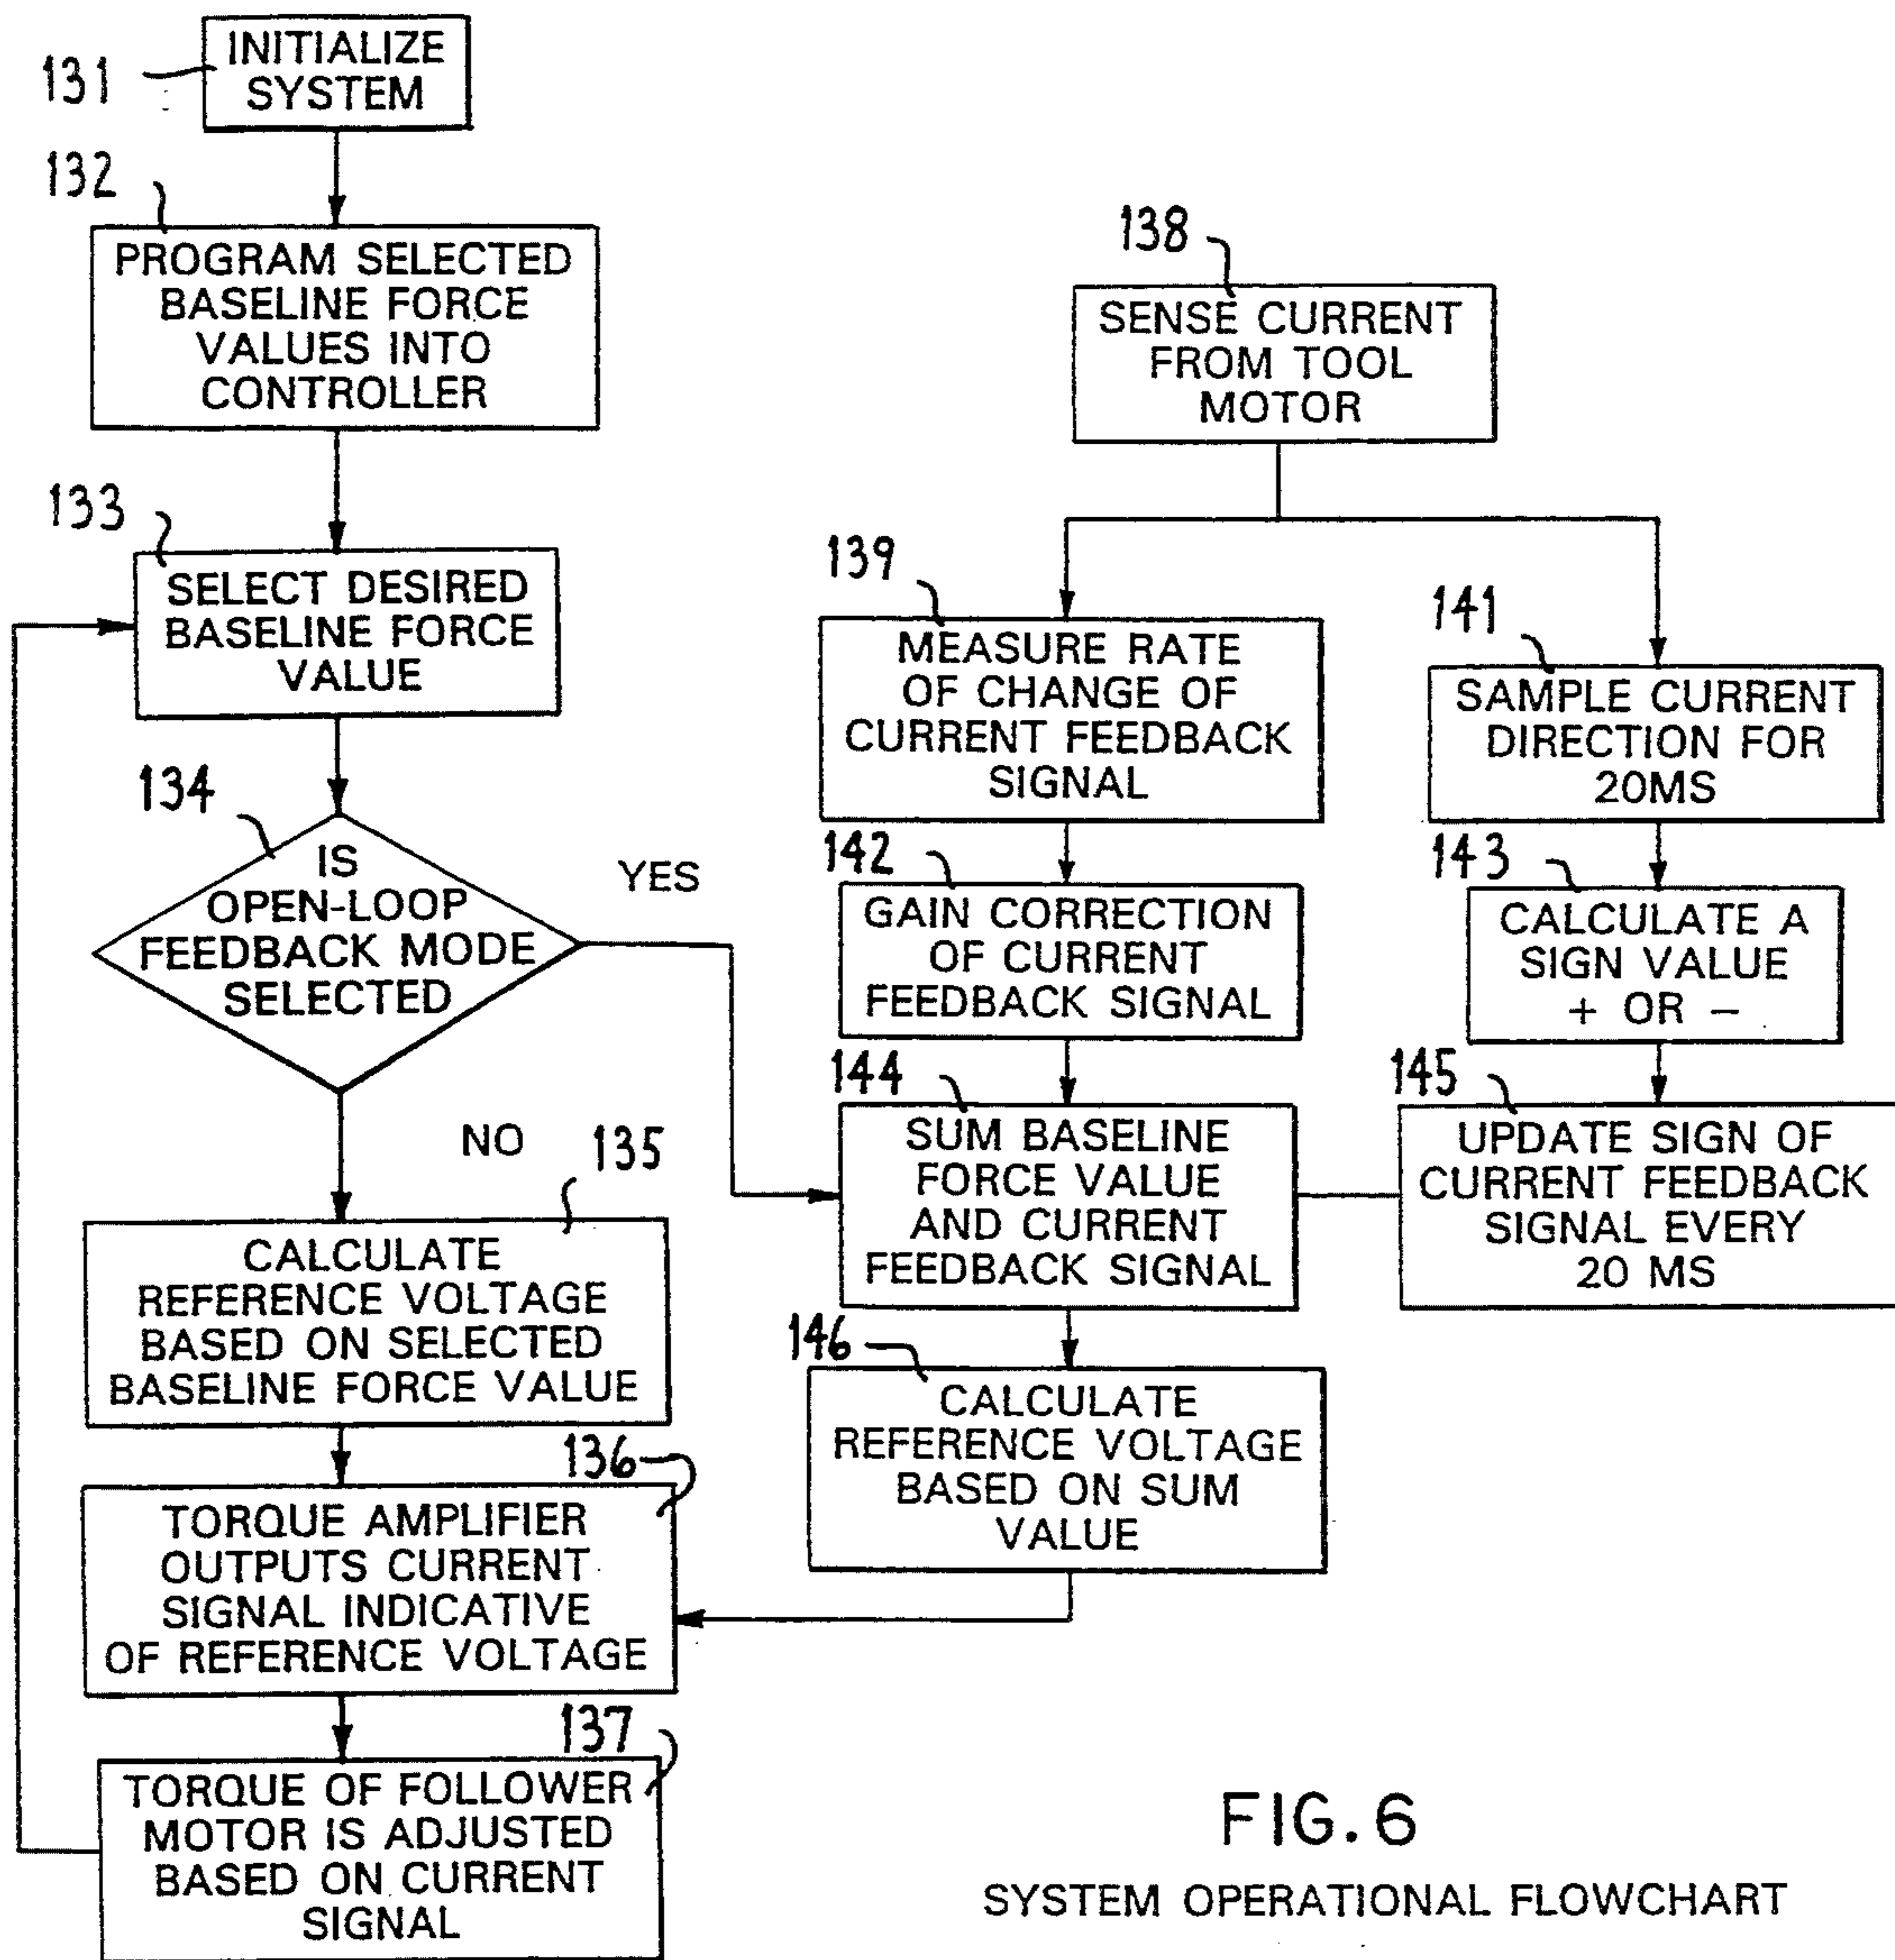 131
INITIALIZE
SYSTEM
132
PROGRAM SELECTED
BASELINE FORCE
VALUES INTO
CONTROLLER
133
SELECT DESIRED
BASELINE FORCE
VALUE
134
IS
OPEN-LOOP
FEEDBACK MODE
SELECTED
YES
NO
135
CALCULATE
REFERENCE VOLTAGE
BASED ON SELECTED
BASELINE FORCE VALUE
136
TORQUE AMPLIFIER
OUTPUTS CURRENT
SIGNAL INDICATIVE
OF REFERENCE VOLTAGE
137
TORQUE OF FOLLOWER
MOTOR IS ADJUSTED
BASED ON CURRENT
SIGNAL
138
SENSE CURRENT
FROM TOOL
MOTOR
139
MEASURE RATE
OF CHANGE OF
CURRENT FEEDBACK
SIGNAL
141
SAMPLE CURRENT
DIRECTION FOR
20MS
142
GAIN CORRECTION
OF CURRENT
FEEDBACK SIGNAL
143
CALCULATE A
SIGN VALUE
+ OR −
144
SUM BASELINE
FORCE VALUE
AND CURRENT
FEEDBACK SIGNAL
145
UPDATE SIGN OF
CURRENT FEEDBACK
SIGNAL EVERY
20 MS
146
CALCULATE
REFERENCE VOLTAGE
BASED ON SUM
VALUE
FIG. 6
SYSTEM OPERATIONAL FLOWCHART